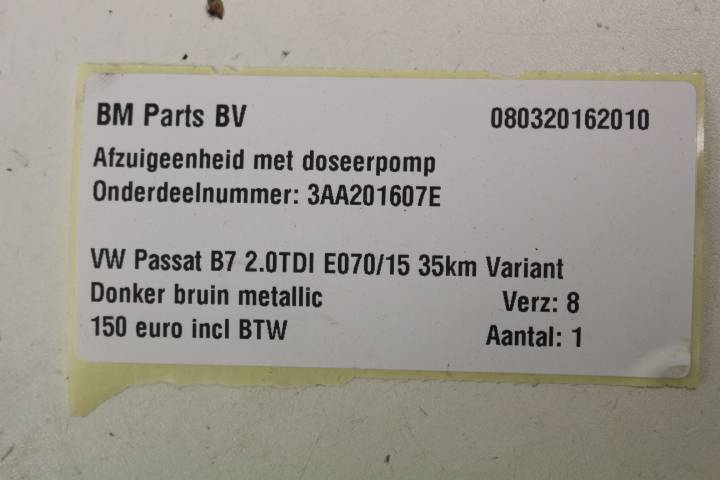 BM Parts BV 080320162010
Afzuigeenheid met doseerpomp
Onderdeelnummer: 3AA201607E
VW Passat B7 2.0TDI E070/15 35km Variant
Donker bruin metallic Verz: 8
150 euro incl BTW Aantal: 1